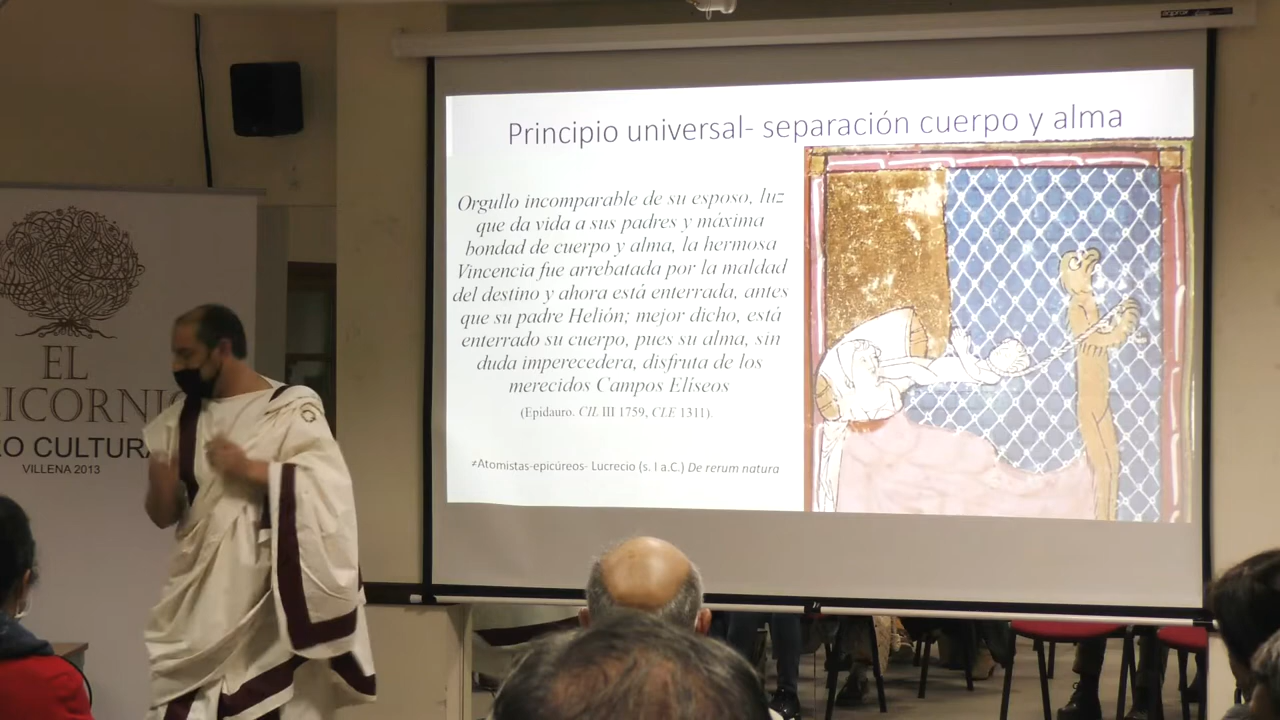 Principio universal- separación cuerpo y alma
Orgullo incomparable de su esposo, luz
que da vida a sus padres y máxima
bondad de cuerpo y alma, la hermosa
Vincencia fue arrebatada por la maldad
del destino y ahora está enterrada, antes
que su padre Helión; mejor dicho, está
enterrado su cuerpo, pues su alma, sin
duda imperecedera, disfruta de los
merecidos Campos Elíseos
(Epidauro. CIL III 1759, CLE 1311).
≠Atomistas-epicúreos- Lucrecio (s. I a.C.) De rerum natura
EL
ICORNI
RO CULTURA
VILLENA 2013